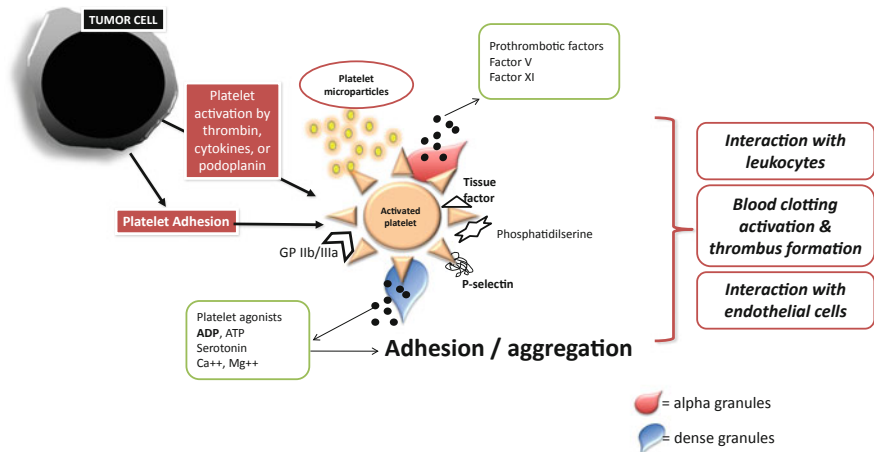 TUMOR CELL
Platelet
activation by
thrombin,
cytokines, or
podoplanin
Platelet Adhesion
Platelet
microparticles
Prothrombotic factors
Factor V
Factor XI
Tissue
factor
Activated
platelet
Phosphatidilserine
GP IIb/IIIa
P-selectin
Platelet agonists
ADP, ATP
Serotonin
Ca++, Mg++
Adhesion / aggregation
Interaction with
leukocytes
Blood clotting
activation &
thrombus formation
Interaction with
endothelial cells
= alpha granules
= dense granules